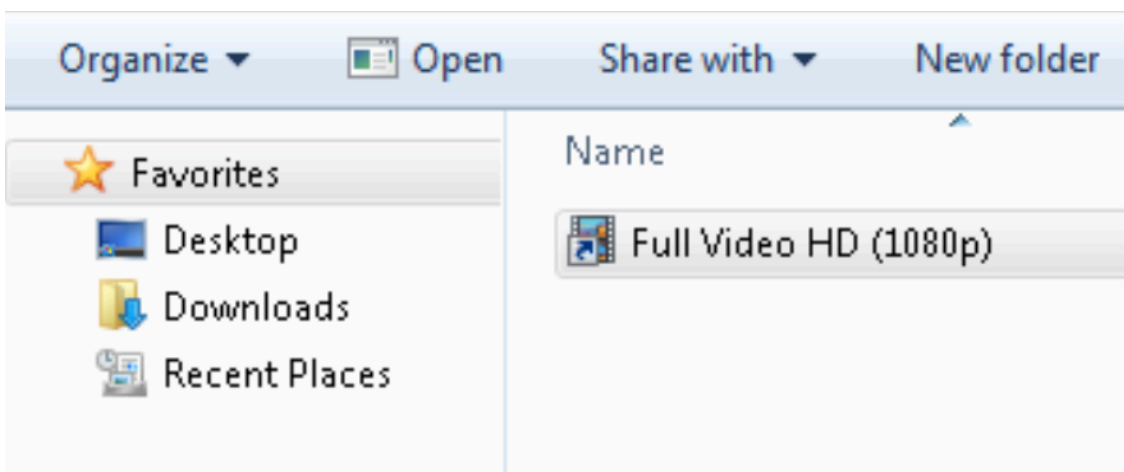 Organize Open Share with New folder
Favorites
Desktop
Downloads
Recent Places
Name
Full Video HD (1080p)